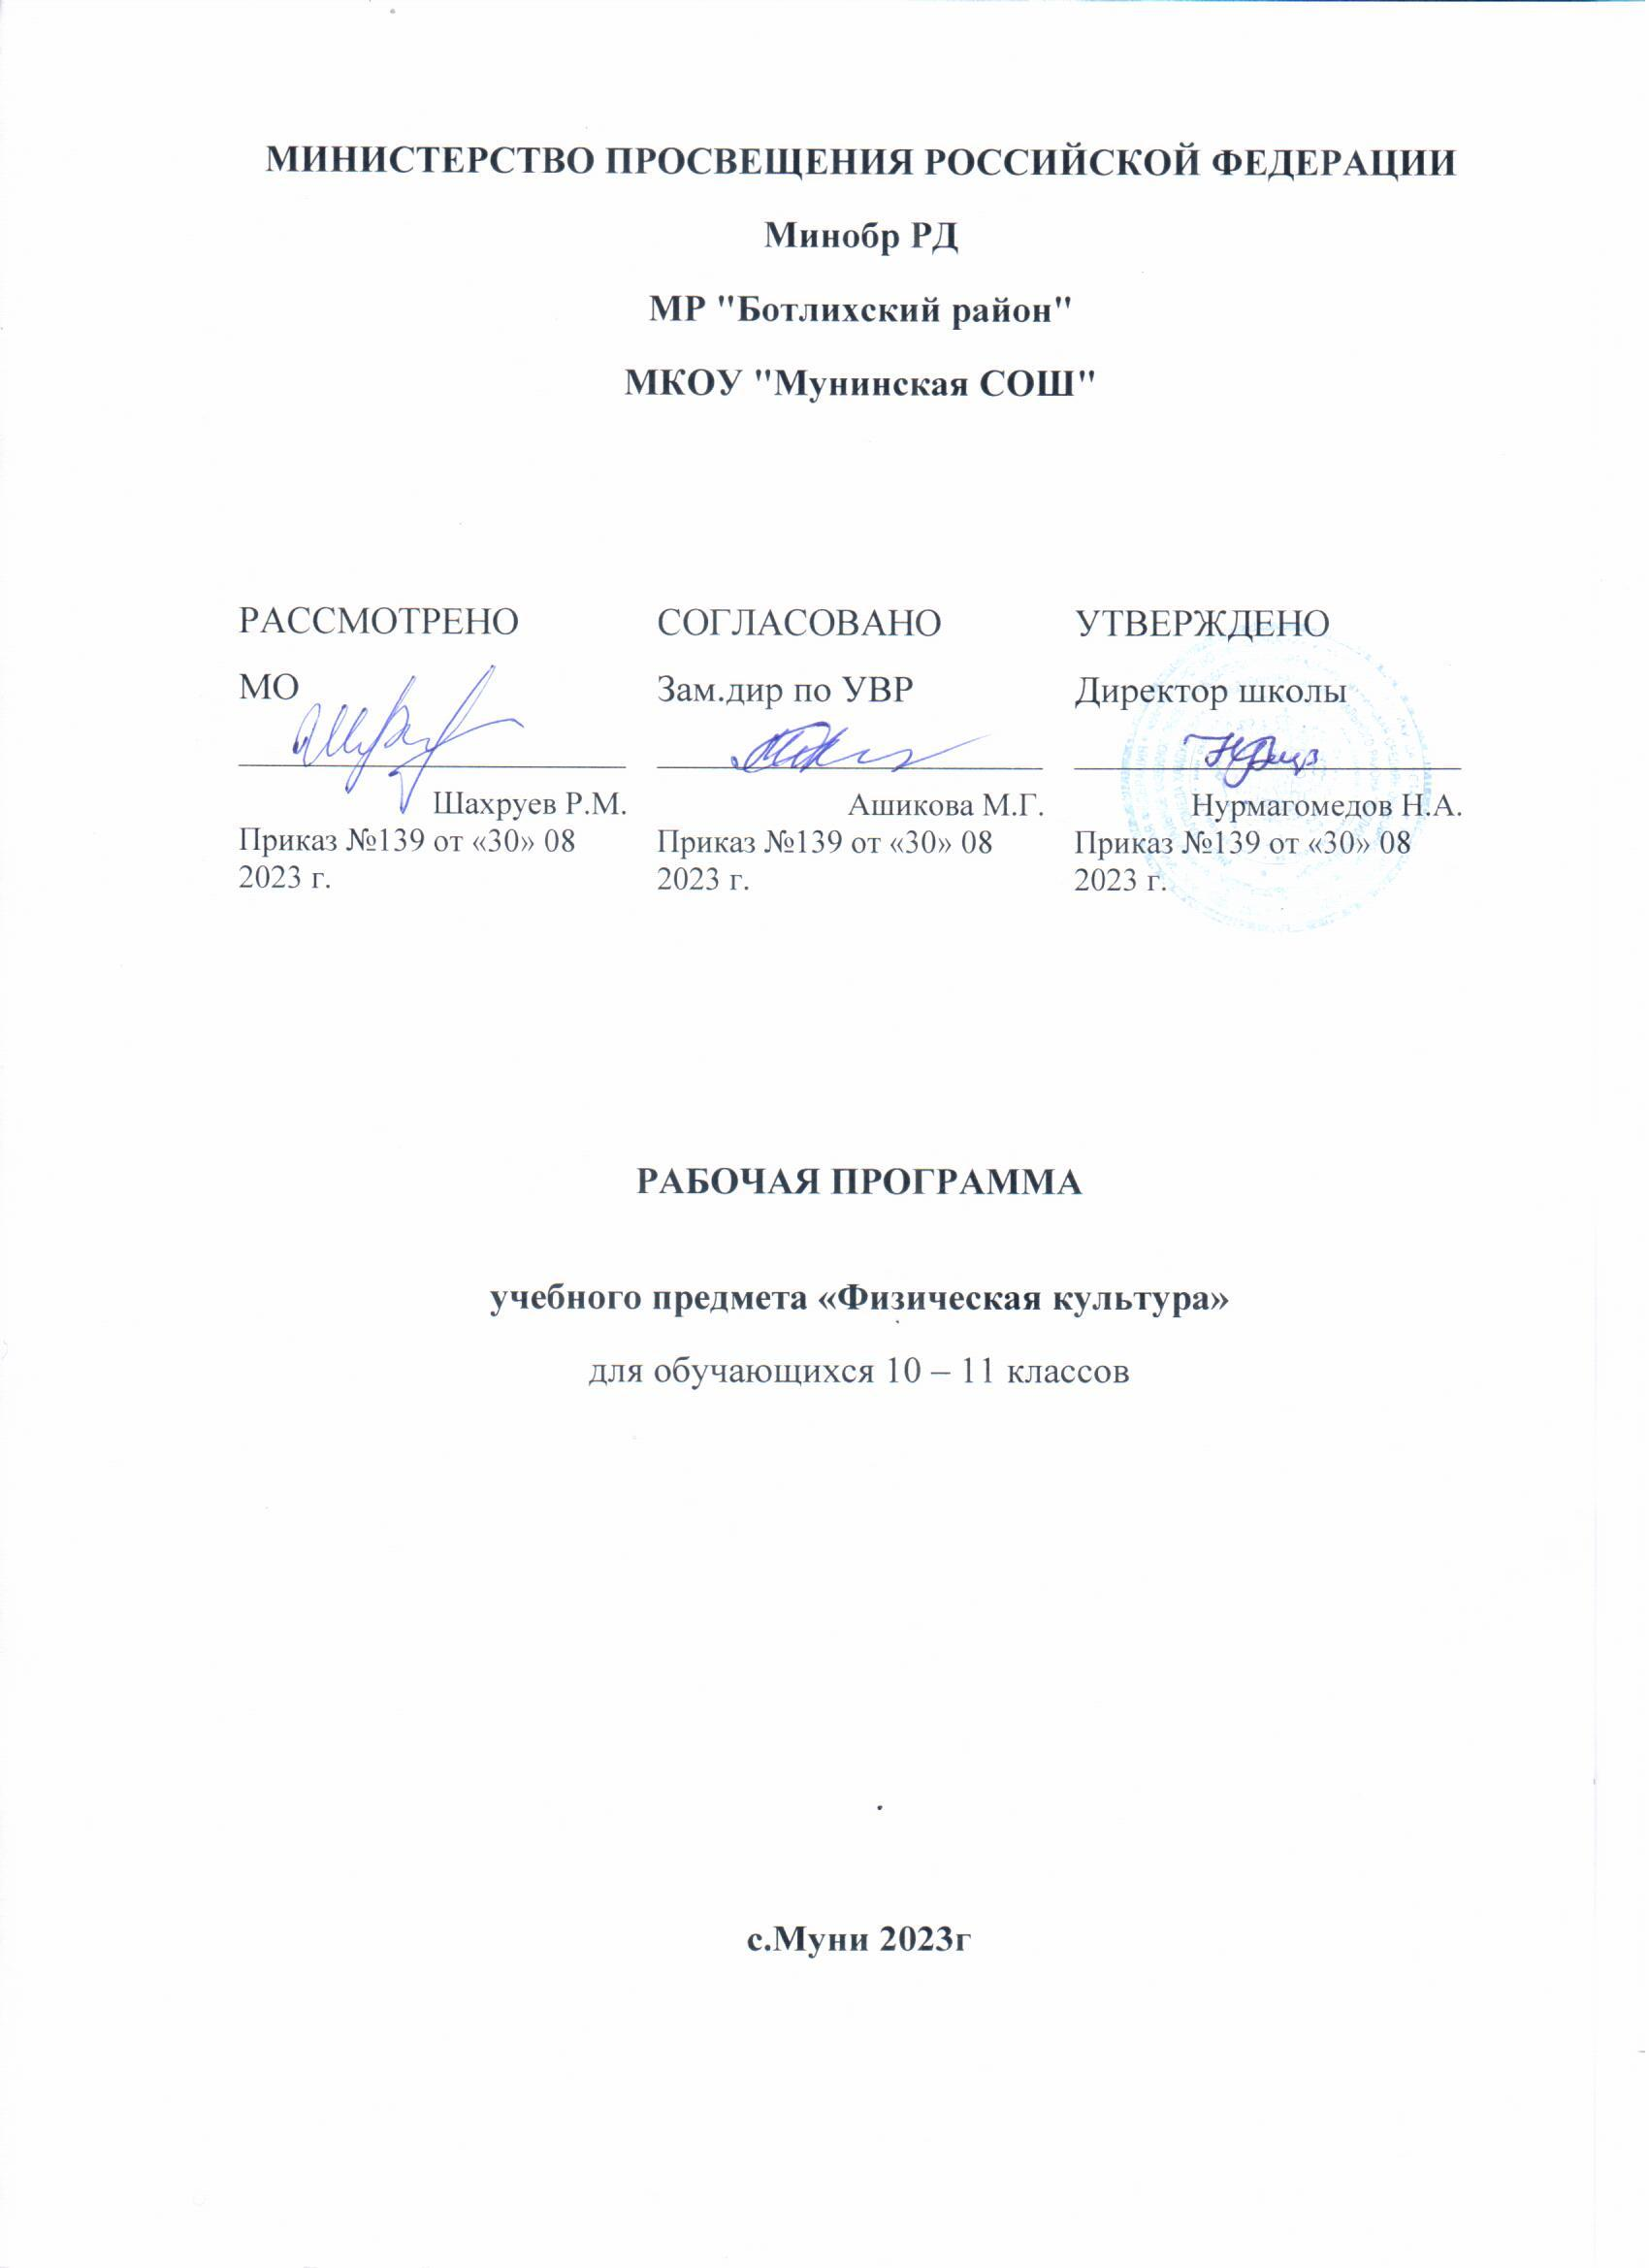 МИНИСТЕРСТВО ПРОСВЕЩЕНИЯ РОССИЙСКОЙ ФЕДЕРАЦИИ
Минобр РД
МР "Ботлихский район"
МКОУ "Мунинская СОШ"
РАССМОТРЕНО
МО
Шахруев Р.М.
Приказ №139 от «30» 08
2023 г.
СОГЛАСОВАНО
Зам.дир по УВР
Ашикова М.Г.
Приказ №139 от «30» 08
2023 г.
УТВЕРЖДЕНО
Директор школы
Нурмагомедов Н.А.
Приказ №139 от «30» 08
2023 г.
РАБОЧАЯ ПРОГРАММА
учебного предмета «Физическая культура»
для обучающихся 10 – 11 классов
с.Муни 2023г